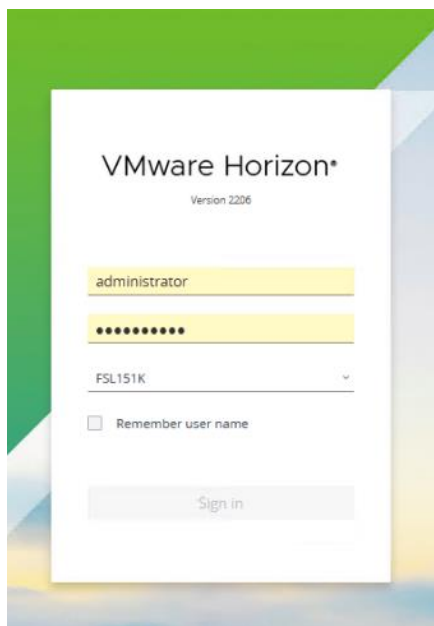 VMware Horizon®
Version 2206
administrator
••••••••••
FSL151K
Remember user name
Sign in